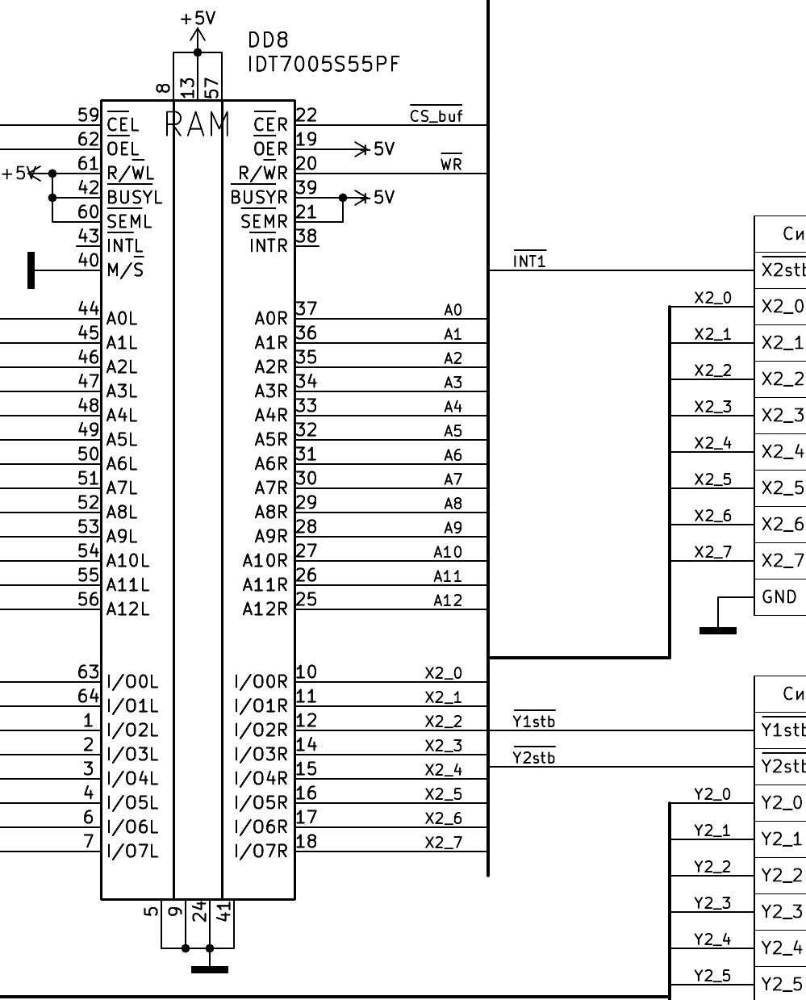 +5V
DD8
IDT7005S55PF
8 13 57
RAM
59 CEL CER 22 CS_buf
62 OEL OER 19 5V
+5V 61 R/WL R/WR 20 WR
42 BUSYL BUSYR 39 5V
60 SEML SEMR 21
43 INTL INTR 38
40 M/S
44 A0L A0R 37 A0
45 A1L A1R 36 A1
46 A2L A2R 35 A2
47 A3L A3R 34 A3
48 A4L A4R 33 A4
49 A5L A5R 32 A5
50 A6L A6R 31 A6
51 A7L A7R 30 A7
52 A8L A8R 29 A8
53 A9L A9R 28 A9
54 A10L A10R 27 A10
55 A11L A11R 26 A11
56 A12L A12R 25 A12
63 I/O0L I/O0R 10 X2_0
64 I/O1L I/O1R 11 X2_1
1 I/O2L I/O2R 12 X2_2
2 I/O3L I/O3R 14 X2_3
3 I/O4L I/O4R 15 X2_4
4 I/O5L I/O5R 16 X2_5
6 I/O6L I/O6R 17 X2_6
7 I/O7L I/O7R 18 X2_7
5 9 24 41
Си
INT1 X2stb
X2_0 X2_0
X2_1 X2_1
X2_2 X2_2
X2_3 X2_3
X2_4 X2_4
X2_5 X2_5
X2_6 X2_6
X2_7 X2_7
GND
Си
Y1stb Y1stb
Y2stb Y2stb
Y2_0 Y2_0
Y2_1 Y2_1
Y2_2 Y2_2
Y2_3 Y2_3
Y2_4 Y2_4
Y2_5 Y2_5